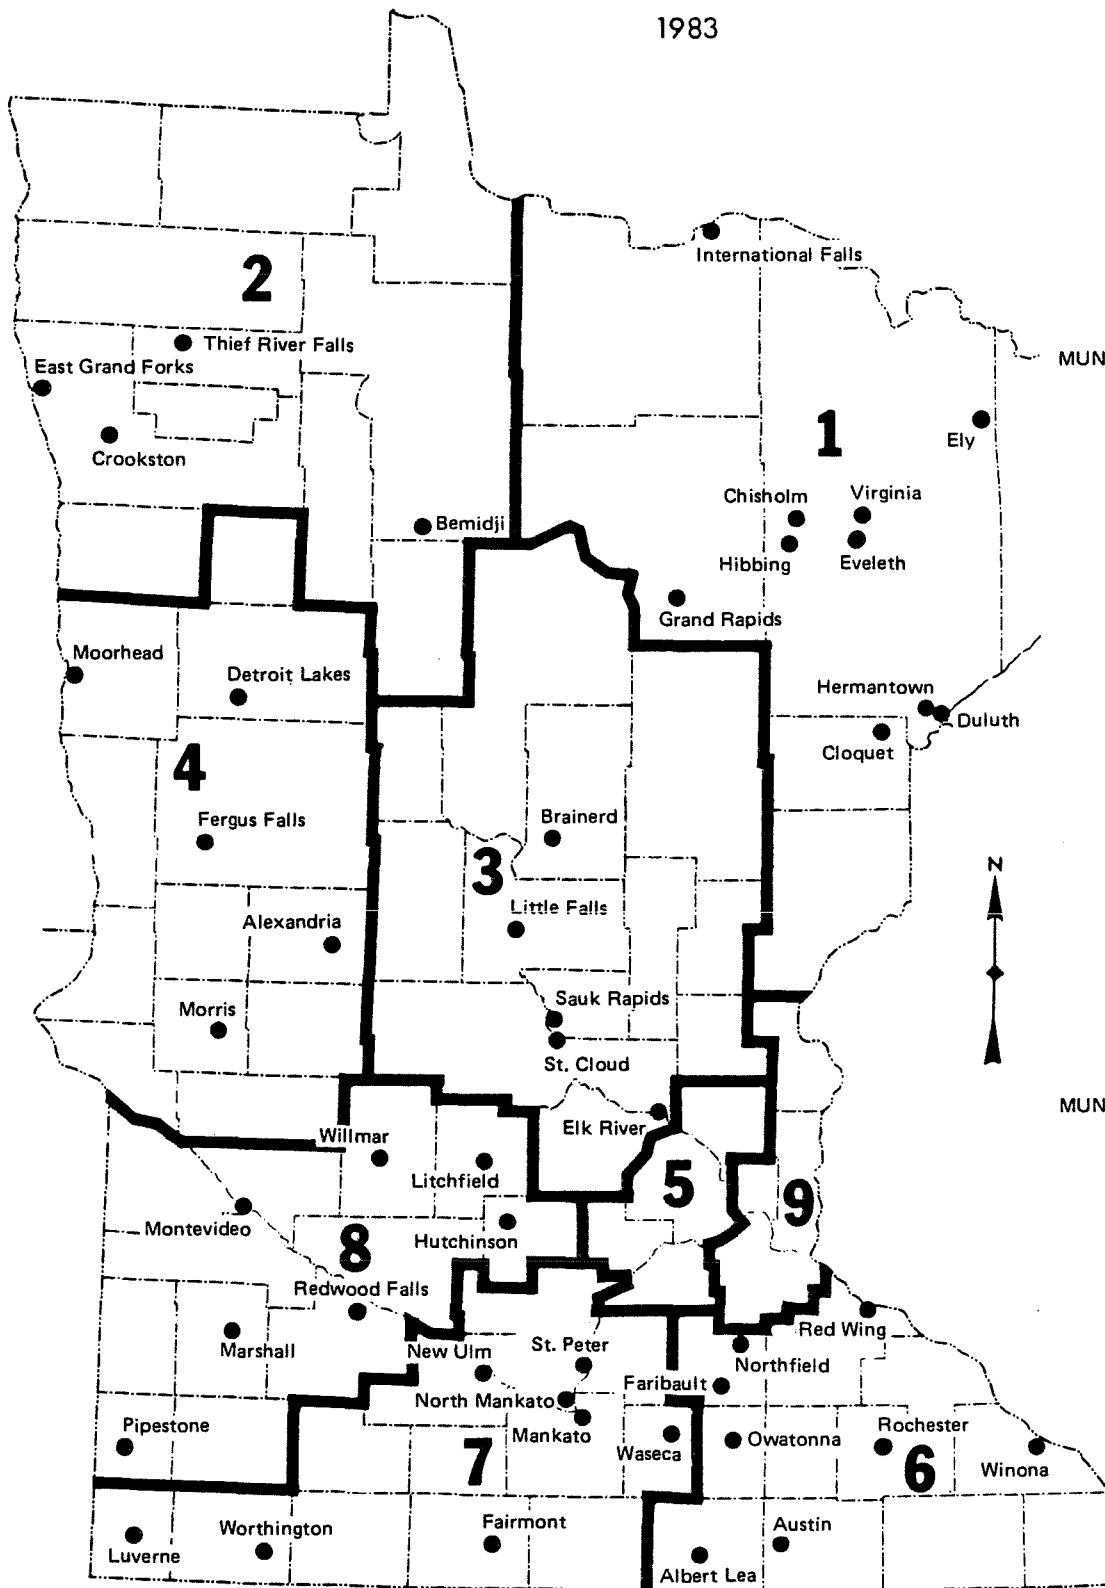 1983
International Falls
2
Thief River Falls
East Grand Forks
MUN
1
Ely
Crookston
Chisholm
Virginia
Bemidji
Hibbing
Eveleth
Grand Rapids
Moorhead
Detroit Lakes
Hermantown
Duluth
Cloquet
4
Fergus Falls
Brainerd
3
N
Little Falls
Alexandria
Sauk Rapids
Morris
St. Cloud
MUN
Elk River
Willmar
Litchfield
5
9
Montevideo
Hutchinson
8
Redwood Falls
Red Wing
Marshall
New Ulm
St. Peter
Northfield
Faribault
North Mankato
Pipestone
Mankato
Waseca
Owatonna
Rochester
7
6
Winona
Worthington
Fairmont
Austin
Luverne
Albert Lea